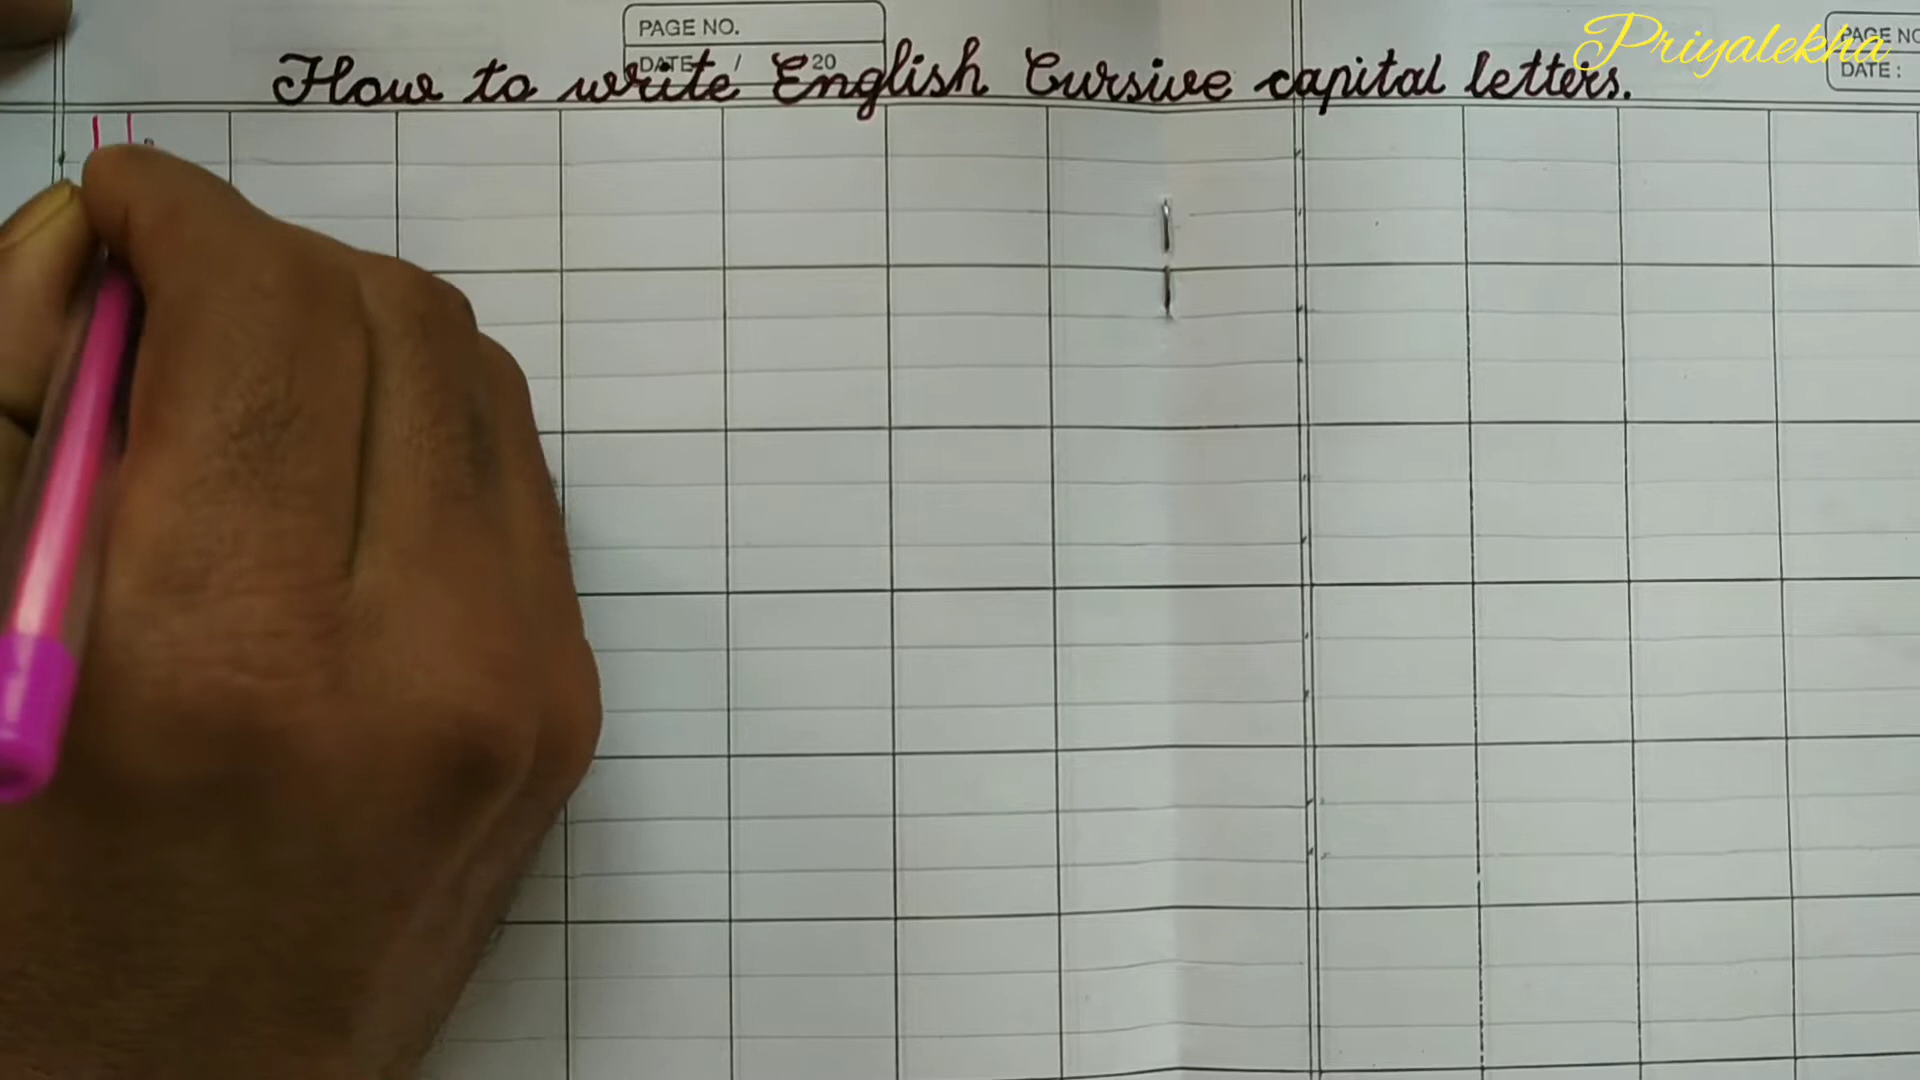 PAGE NO.
DATE / 20
Priyalekha
PAGE NO
DATE:
How to write English Cursive capital letters.